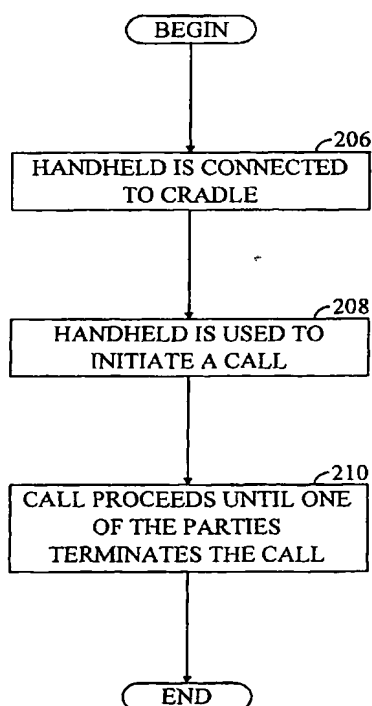 BEGIN
206
HANDHELD IS CONNECTED
TO CRADLE
208
HANDHELD IS USED TO
INITIATE A CALL
210
CALL PROCEEDS UNTIL ONE
OF THE PARTIES
TERMINATES THE CALL
END